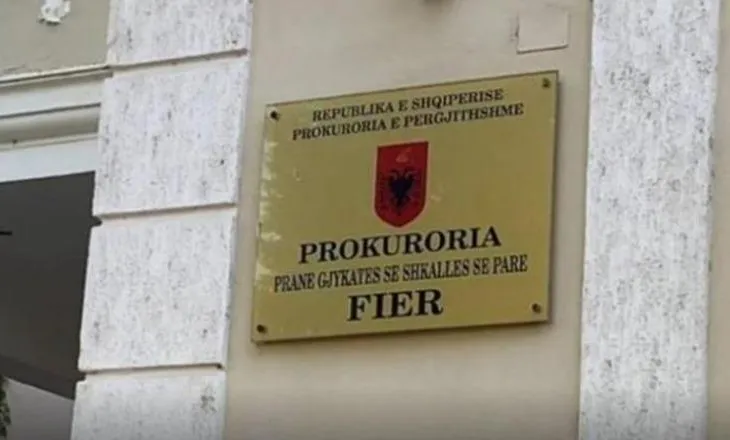 REPUBLIKA E SHQIPERISE
PROKURORIA E PERGJITHSHME
PROKURORIA
PRANE GJYKATES SE SHKALLES SE PARE
FIER